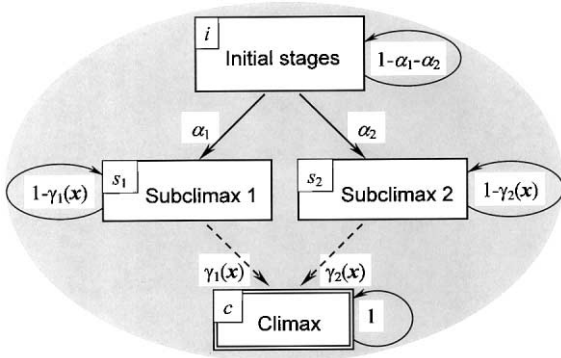 i
Initial stages
1-α₁-α₂
α₁
α₂
s₁
Subclimax 1
1-γ₁(x)
s₂
Subclimax 2
1-γ₂(x)
γ₁(x)
γ₂(x)
c
Climax
1